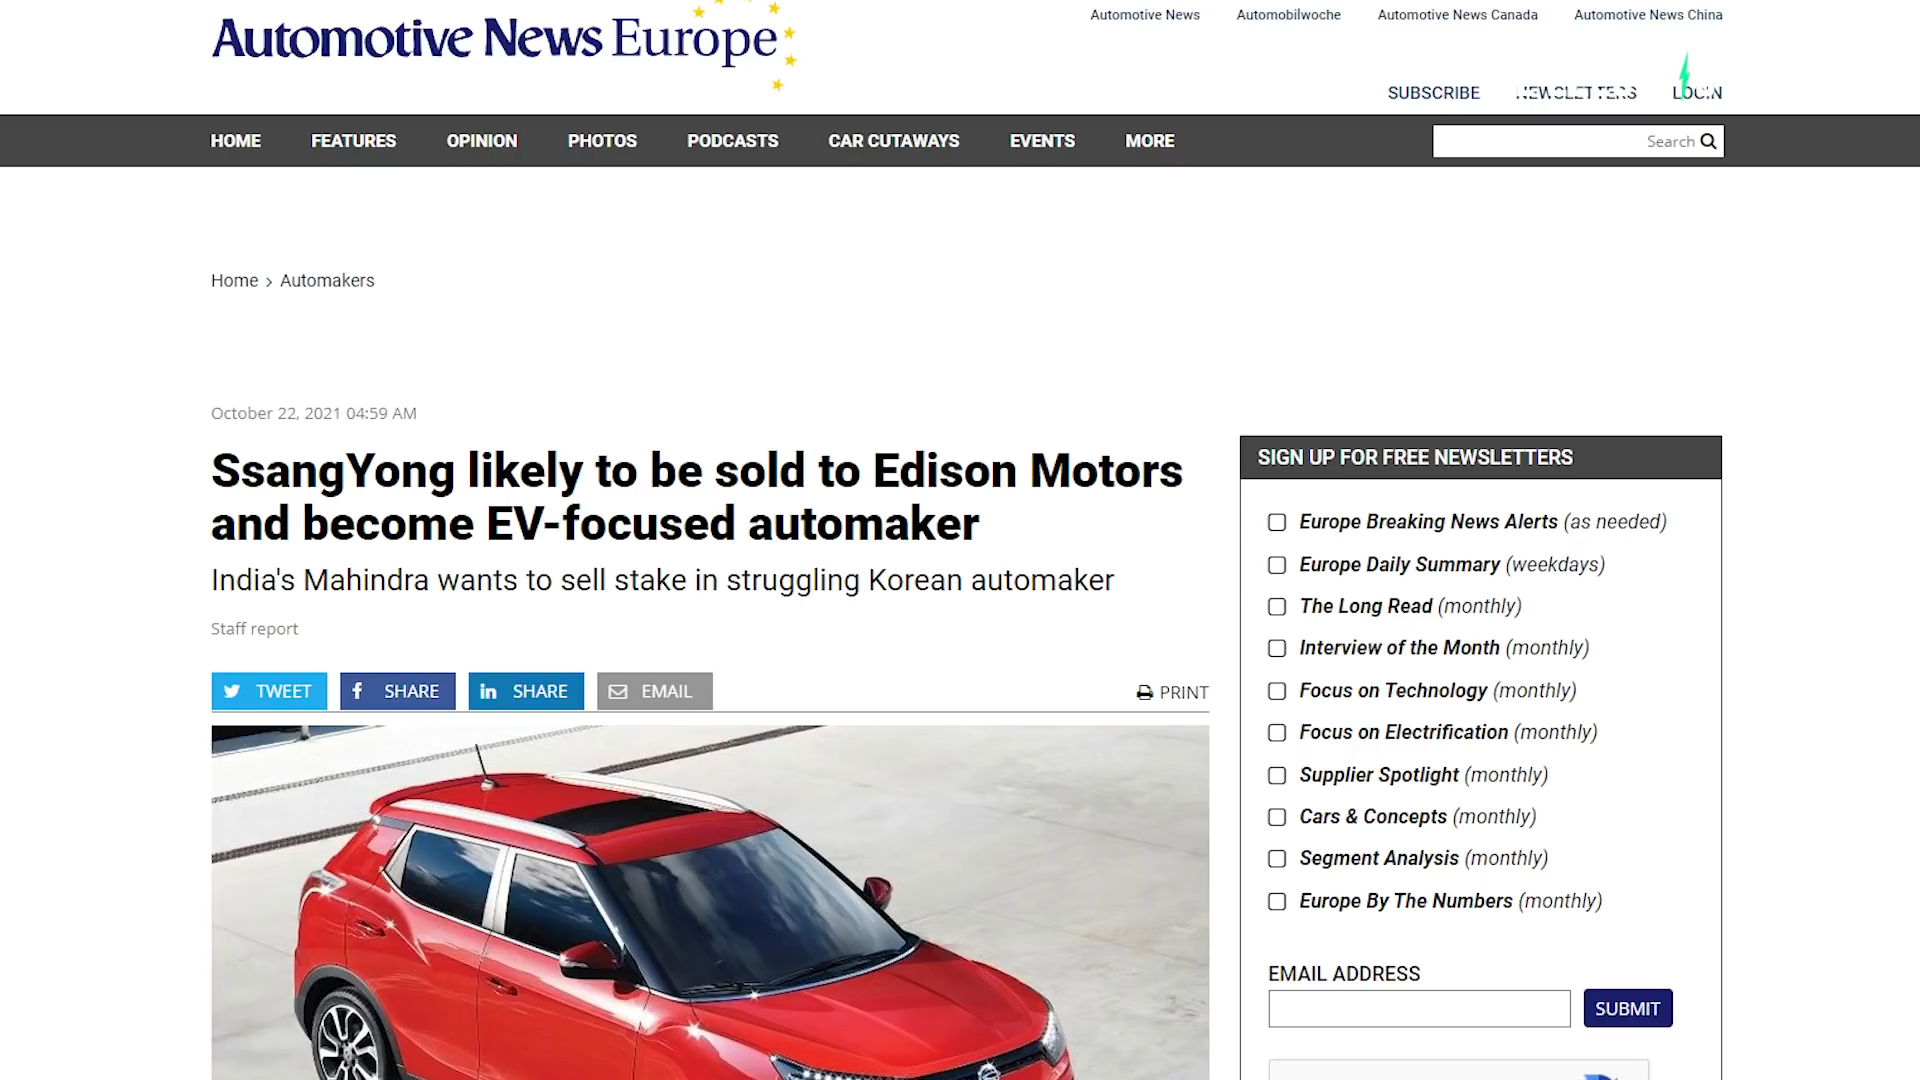 Automotive News Europe
Automotive News Automobilwoche Automotive News Canada Automotive News China
SUBSCRIBE NEWSLETTERS LOGIN
HOME FEATURES OPINION PHOTOS PODCASTS CAR CUTAWAYS EVENTS MORE
Search
Home > Automakers
October 22, 2021 04:59 AM
SsangYong likely to be sold to Edison Motors
and become EV-focused automaker
India's Mahindra wants to sell stake in struggling Korean automaker
Staff report
TWEET SHARE SHARE EMAIL PRINT
SIGN UP FOR FREE NEWSLETTERS
Europe Breaking News Alerts (as needed)
Europe Daily Summary (weekdays)
The Long Read (monthly)
Interview of the Month (monthly)
Focus on Technology (monthly)
Focus on Electrification (monthly)
Supplier Spotlight (monthly)
Cars & Concepts (monthly)
Segment Analysis (monthly)
Europe By The Numbers (monthly)
EMAIL ADDRESS
SUBMIT